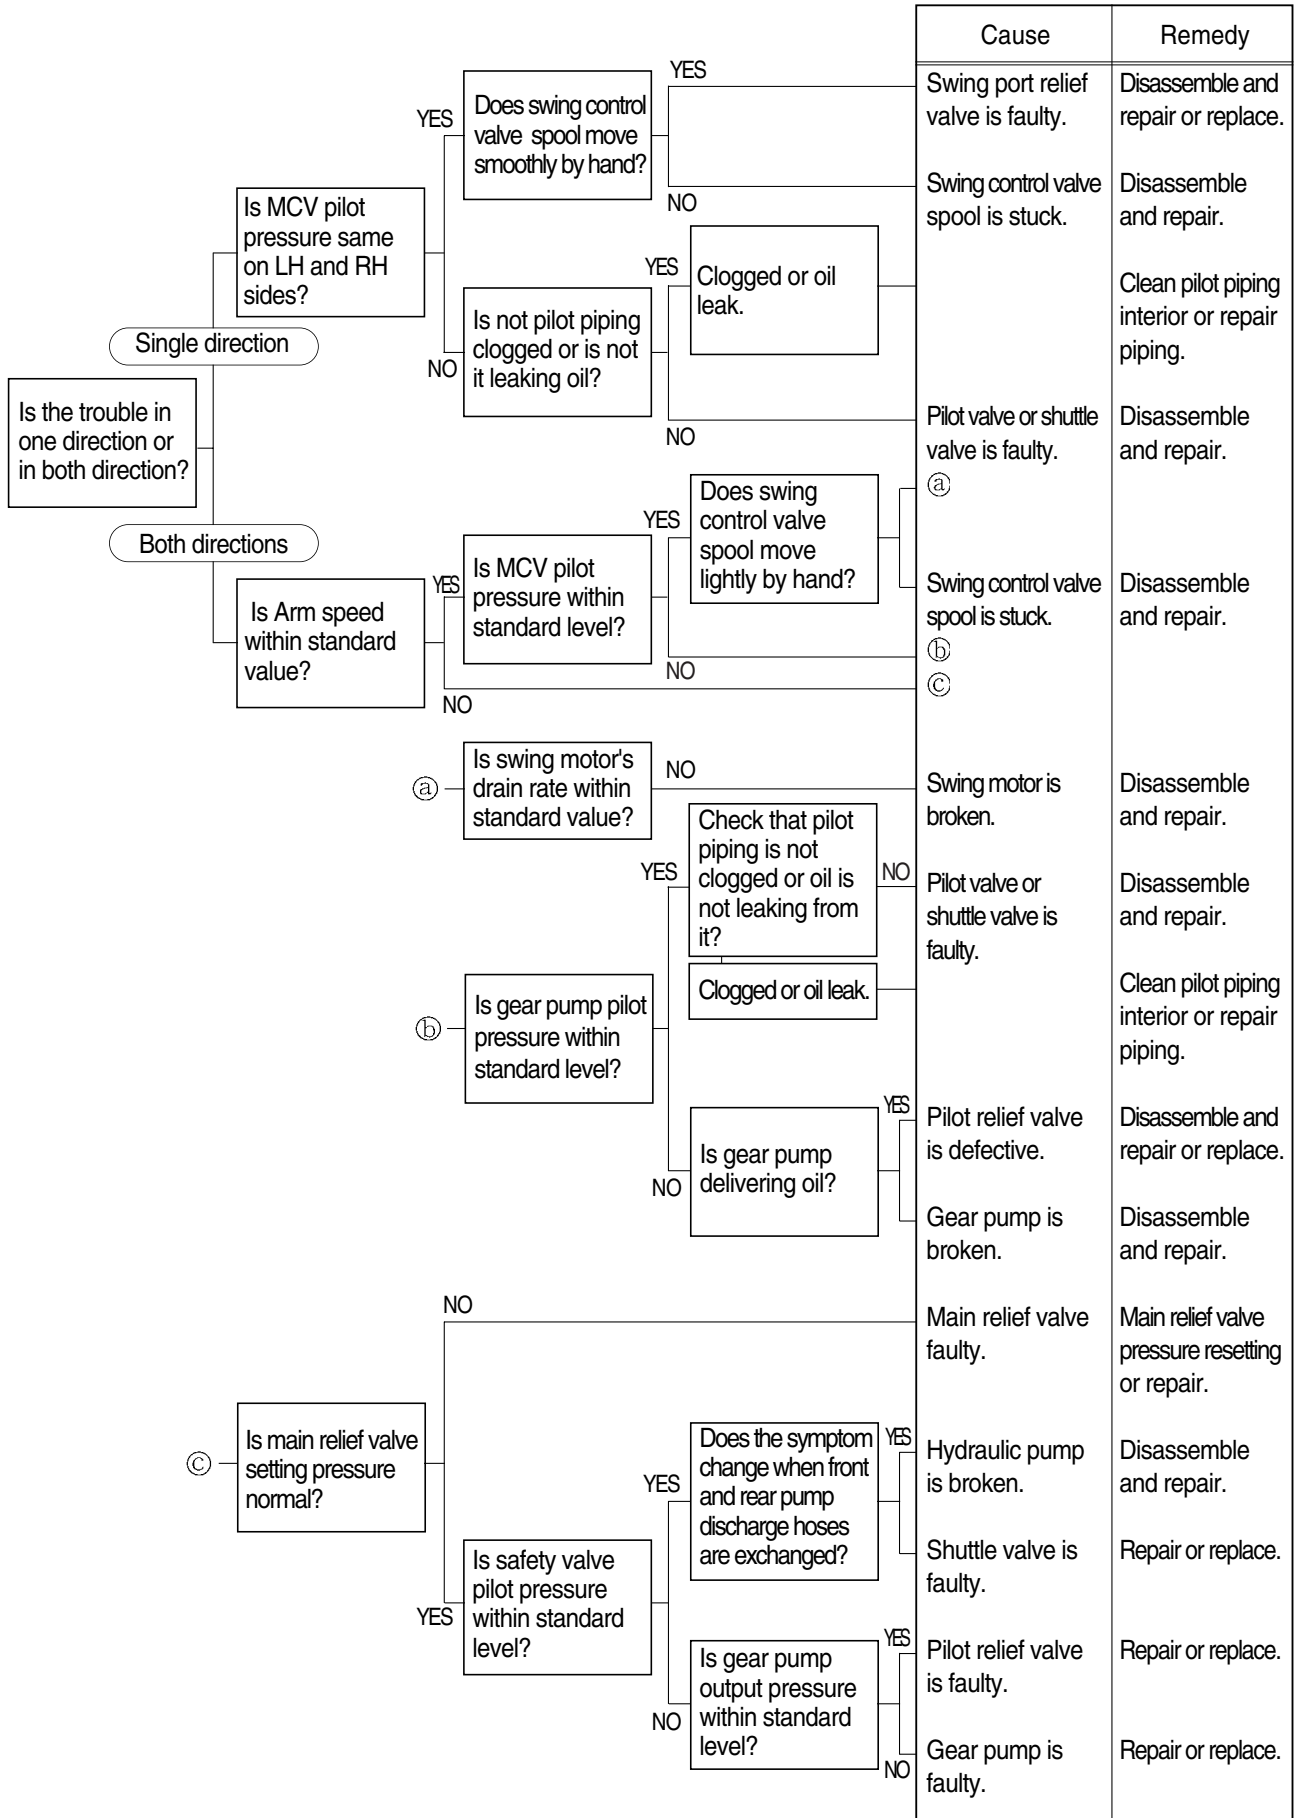 Cause
Remedy
YES
Does swing control
valve spool move
smoothly by hand?
YES
NO
Swing port relief
valve is faulty.
Disassemble and
repair or replace.
Swing control valve
spool is stuck.
Disassemble
and repair.
Is MCV pilot
pressure same
on LH and RH
sides?
NO
Is not pilot piping
clogged or is not
it leaking oil?
YES
Clogged or oil
leak.
Clean pilot piping
interior or repair
piping.
NO
Pilot valve or shuttle
valve is faulty.
Disassemble
and repair.
Single direction
Is the trouble in
one direction or
in both direction?
Both directions
Is Arm speed
within standard
value?
YES
Is MCV pilot
pressure within
standard level?
YES
Does swing
control valve
spool move
lightly by hand?
ⓐ
Swing control valve
spool is stuck.
Disassemble
and repair.
NO
ⓑ
NO
ⓒ
ⓐ
Is swing motor's
drain rate within
standard value?
NO
Swing motor is
broken.
Disassemble
and repair.
ⓑ
Is gear pump pilot
pressure within
standard level?
YES
Check that pilot
piping is not
clogged or oil is
not leaking from
it?
NO
Pilot valve or
shuttle valve is
faulty.
Disassemble
and repair.
Clogged or oil leak.
Clean pilot piping
interior or repair
piping.
NO
Is gear pump
delivering oil?
YES
Pilot relief valve
is defective.
Disassemble and
repair or replace.
Gear pump is
broken.
Disassemble
and repair.
ⓒ
Is main relief valve
setting pressure
normal?
NO
Main relief valve
faulty.
Main relief valve
pressure resetting
or repair.
YES
Is safety valve
pilot pressure
within standard
level?
YES
Does the symptom
change when front
and rear pump
discharge hoses
are exchanged?
YES
Hydraulic pump
is broken.
Disassemble
and repair.
Shuttle valve is
faulty.
Repair or replace.
NO
Is gear pump
output pressure
within standard
level?
YES
Pilot relief valve
is faulty.
Repair or replace.
NO
Gear pump is
faulty.
Repair or replace.